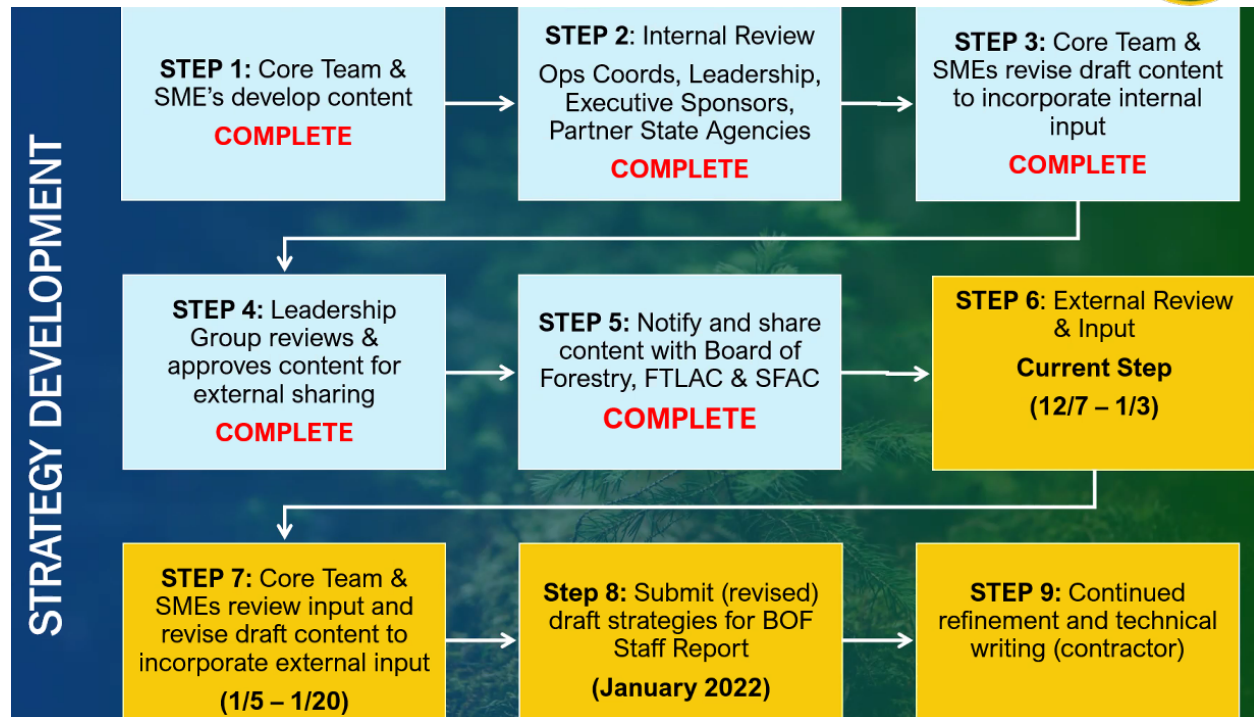 STRATEGY DEVELOPMENT
STEP 1: Core Team &
SME's develop content
COMPLETE
STEP 2: Internal Review
Ops Coords, Leadership,
Executive Sponsors,
Partner State Agencies
COMPLETE
STEP 3: Core Team &
SMEs revise draft content
to incorporate internal
input
COMPLETE
STEP 4: Leadership
Group reviews &
approves content for
external sharing
COMPLETE
STEP 5: Notify and share
content with Board of
Forestry, FTLAC & SFAC
COMPLETE
STEP 6: External Review
& Input
Current Step
(12/7 – 1/3)
STEP 7: Core Team &
SMEs review input and
revise draft content to
incorporate external input
(1/5 – 1/20)
Step 8: Submit (revised)
draft strategies for BOF
Staff Report
(January 2022)
STEP 9: Continued
refinement and technical
writing (contractor)